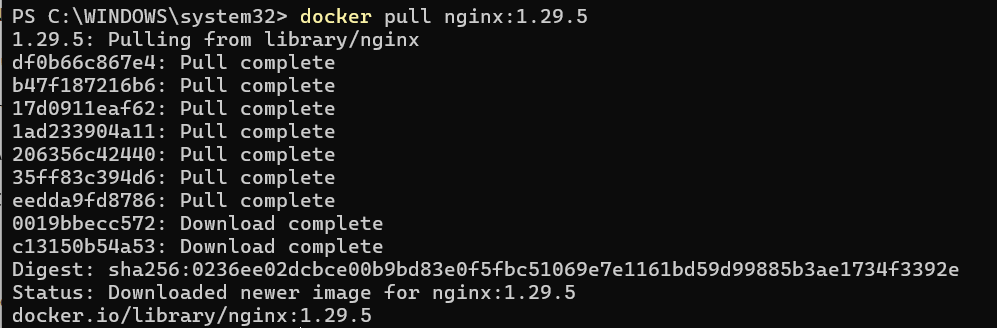 PS C:\WINDOWS\system32> docker pull nginx:1.29.5
1.29.5: Pulling from library/nginx
df0b66c867e4: Pull complete
b47f187216b6: Pull complete
17d0911eaf62: Pull complete
1ad233904a11: Pull complete
206356c42440: Pull complete
35ff83c394d6: Pull complete
eedda9fd8786: Pull complete
0019bbecc572: Download complete
c13150b54a53: Download complete
Digest: sha256:0236ee02dcbce00b9bd83e0f5fbc51069e7e1161bd59d99885b3ae1734f3392e
Status: Downloaded newer image for nginx:1.29.5
docker.io/library/nginx:1.29.5